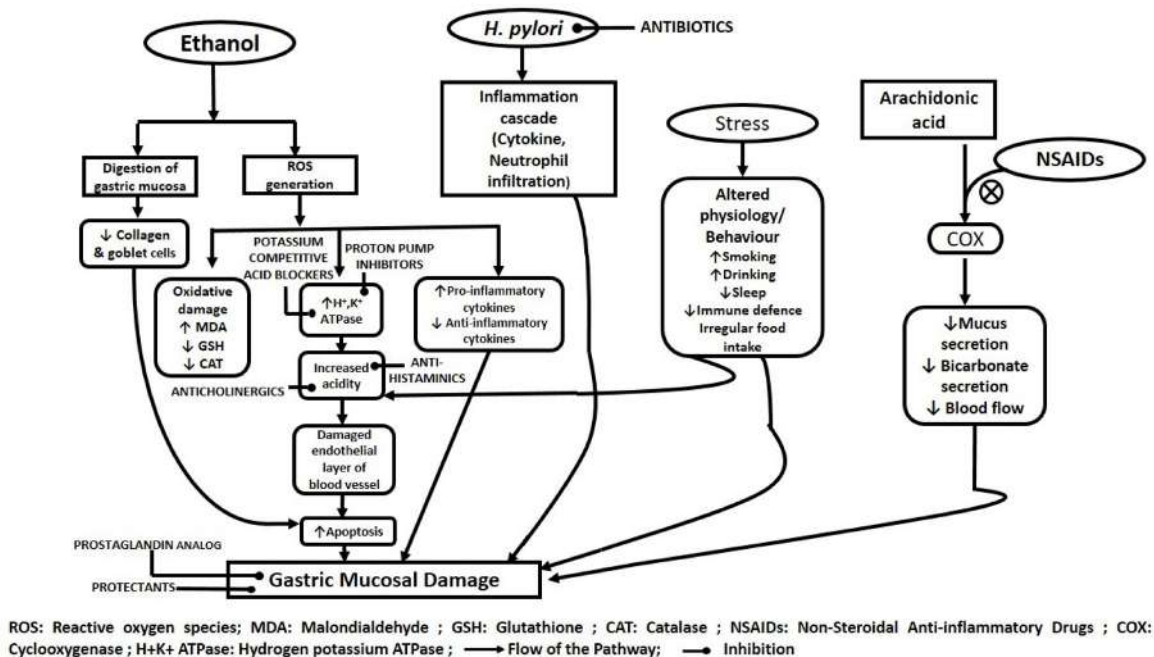 Ethanol
H. pylori
ANTIBIOTICS
Inflammation
cascade
(Cytokine,
Neutrophil
infiltration)
Stress
Arachidonic
acid
NSAIDs
Digestion of
gastric mucosa
ROS
generation
Altered
physiology/
Behaviour
↑Smoking
↑Drinking
↓Sleep
↓Immune defence
Irregular food
intake
COX
↓ Collagen
& goblet cells
POTASSIUM
COMPETITIVE
ACID BLOCKERS
PROTON PUMP
INHIBITORS
Oxidative
damage
↑ MDA
↓ GSH
↓ CAT
↑H+,K+
ATPase
↑Pro-inflammatory
cytokines
↓ Anti-inflammatory
cytokines
↓Mucus
secretion
↓ Bicarbonate
secretion
↓ Blood flow
Increased
acidity
ANTI-
HISTAMINICS
ANTICHOLINERGICS
Damaged
endothelial
layer of
blood vessel
↑Apoptosis
PROSTAGLANDIN ANALOG
PROTECTANTS
Gastric Mucosal Damage
ROS: Reactive oxygen species; MDA: Malondialdehyde ; GSH: Glutathione ; CAT: Catalase ; NSAIDs: Non-Steroidal Anti-inflammatory Drugs ; COX:
Cyclooxygenase ; H+K+ ATPase: Hydrogen potassium ATPase ; Flow of the Pathway; Inhibition